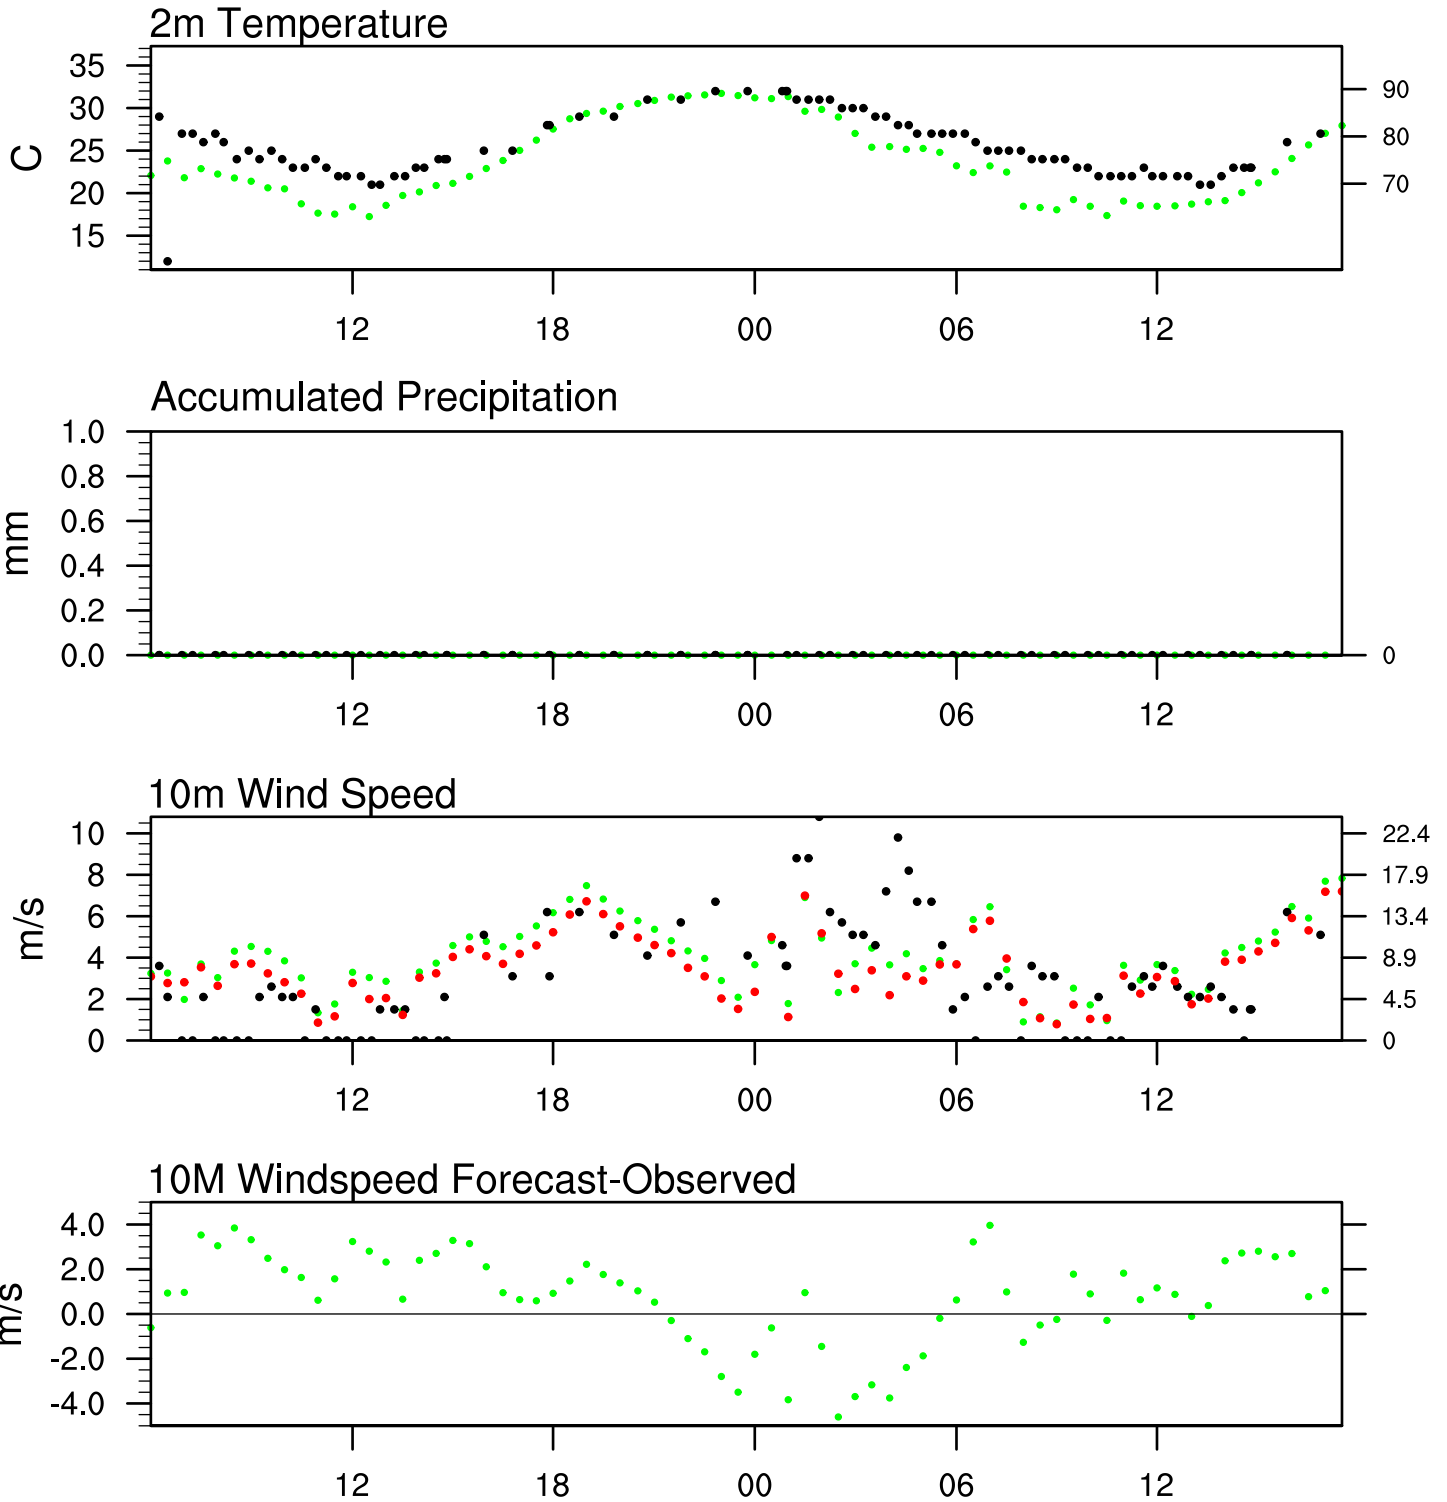 2m Temperature
35
30
25
20
15
C
90
80
70
12 18 00 06 12
Accumulated Precipitation
1.0
0.8
0.6
0.4
0.2
0.0
mm
0
12 18 00 06 12
10m Wind Speed
10
8
6
4
2
0
m/s
22.4
17.9
13.4
8.9
4.5
0
12 18 00 06 12
10M Windspeed Forecast-Observed
4.0
2.0
0.0
-2.0
-4.0
m/s
12 18 00 06 12